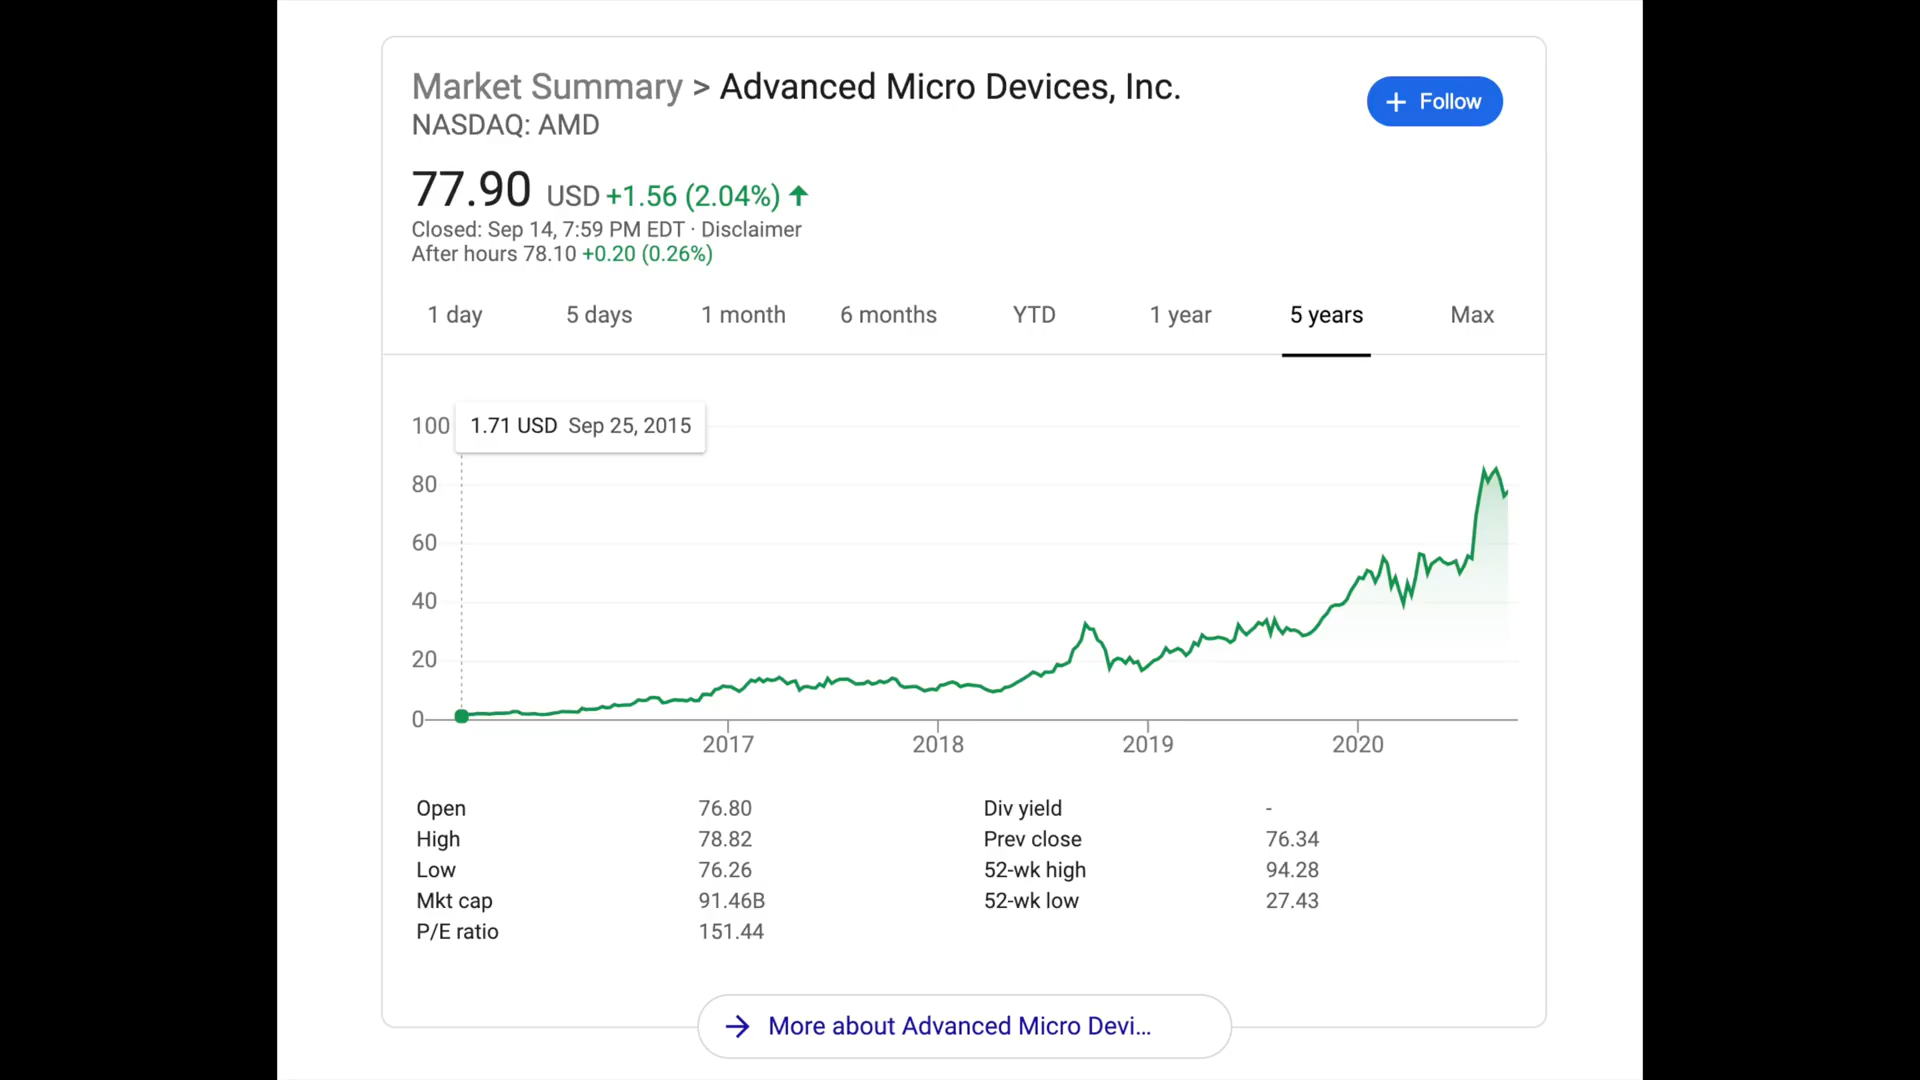 Market Summary > Advanced Micro Devices, Inc.
NASDAQ: AMD
+ Follow
77.90 USD +1.56 (2.04%)
Closed: Sep 14, 7:59 PM EDT · Disclaimer
After hours 78.10 +0.20 (0.26%)
1 day 5 days 1 month 6 months YTD 1 year 5 years Max
1.71 USD Sep 25, 2015
100
80
60
40
20
0
2017 2018 2019 2020
Open 76.80 Div yield -
High 78.82 Prev close 76.34
Low 76.26 52-wk high 94.28
Mkt cap 91.46B 52-wk low 27.43
P/E ratio 151.44
More about Advanced Micro Devi...